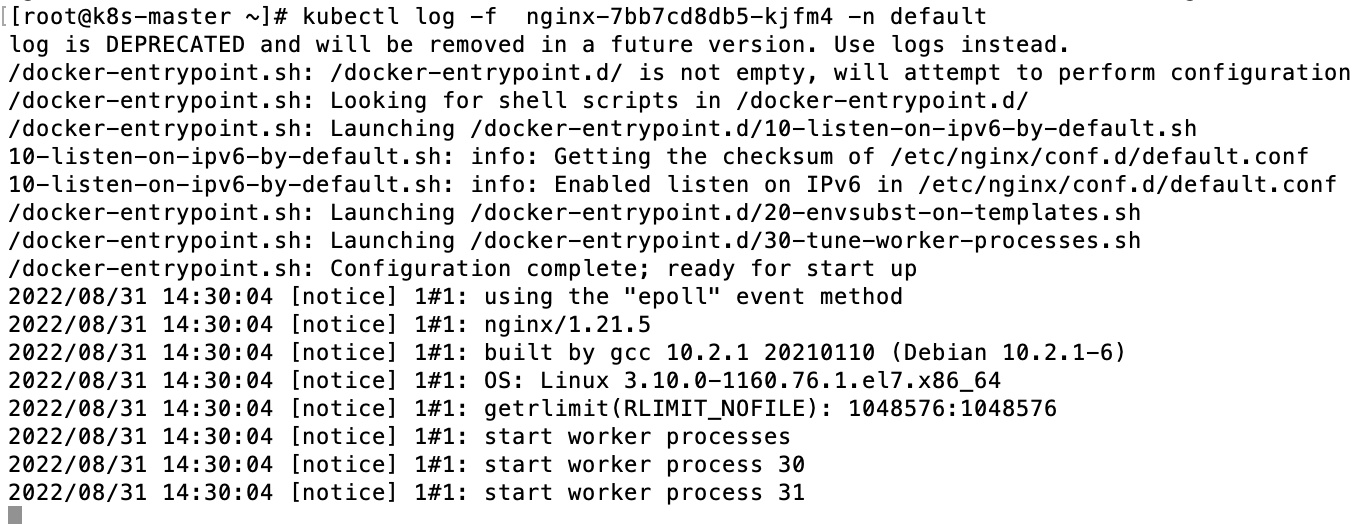 [[root@k8s-master ~]# kubectl log -f  nginx-7bb7cd8db5-kjfm4 -n default
log is DEPRECATED and will be removed in a future version. Use logs instead.
/docker-entrypoint.sh: /docker-entrypoint.d/ is not empty, will attempt to perform configuration
/docker-entrypoint.sh: Looking for shell scripts in /docker-entrypoint.d/
/docker-entrypoint.sh: Launching /docker-entrypoint.d/10-listen-on-ipv6-by-default.sh
10-listen-on-ipv6-by-default.sh: info: Getting the checksum of /etc/nginx/conf.d/default.conf
10-listen-on-ipv6-by-default.sh: info: Enabled listen on IPv6 in /etc/nginx/conf.d/default.conf
/docker-entrypoint.sh: Launching /docker-entrypoint.d/20-envsubst-on-templates.sh
/docker-entrypoint.sh: Launching /docker-entrypoint.d/30-tune-worker-processes.sh
/docker-entrypoint.sh: Configuration complete; ready for start up
2022/08/31 14:30:04 [notice] 1#1: using the "epoll" event method
2022/08/31 14:30:04 [notice] 1#1: nginx/1.21.5
2022/08/31 14:30:04 [notice] 1#1: built by gcc 10.2.1 20210110 (Debian 10.2.1-6)
2022/08/31 14:30:04 [notice] 1#1: OS: Linux 3.10.0-1160.76.1.el7.x86_64
2022/08/31 14:30:04 [notice] 1#1: getrlimit(RLIMIT_NOFILE): 1048576:1048576
2022/08/31 14:30:04 [notice] 1#1: start worker processes
2022/08/31 14:30:04 [notice] 1#1: start worker process 30
2022/08/31 14:30:04 [notice] 1#1: start worker process 31